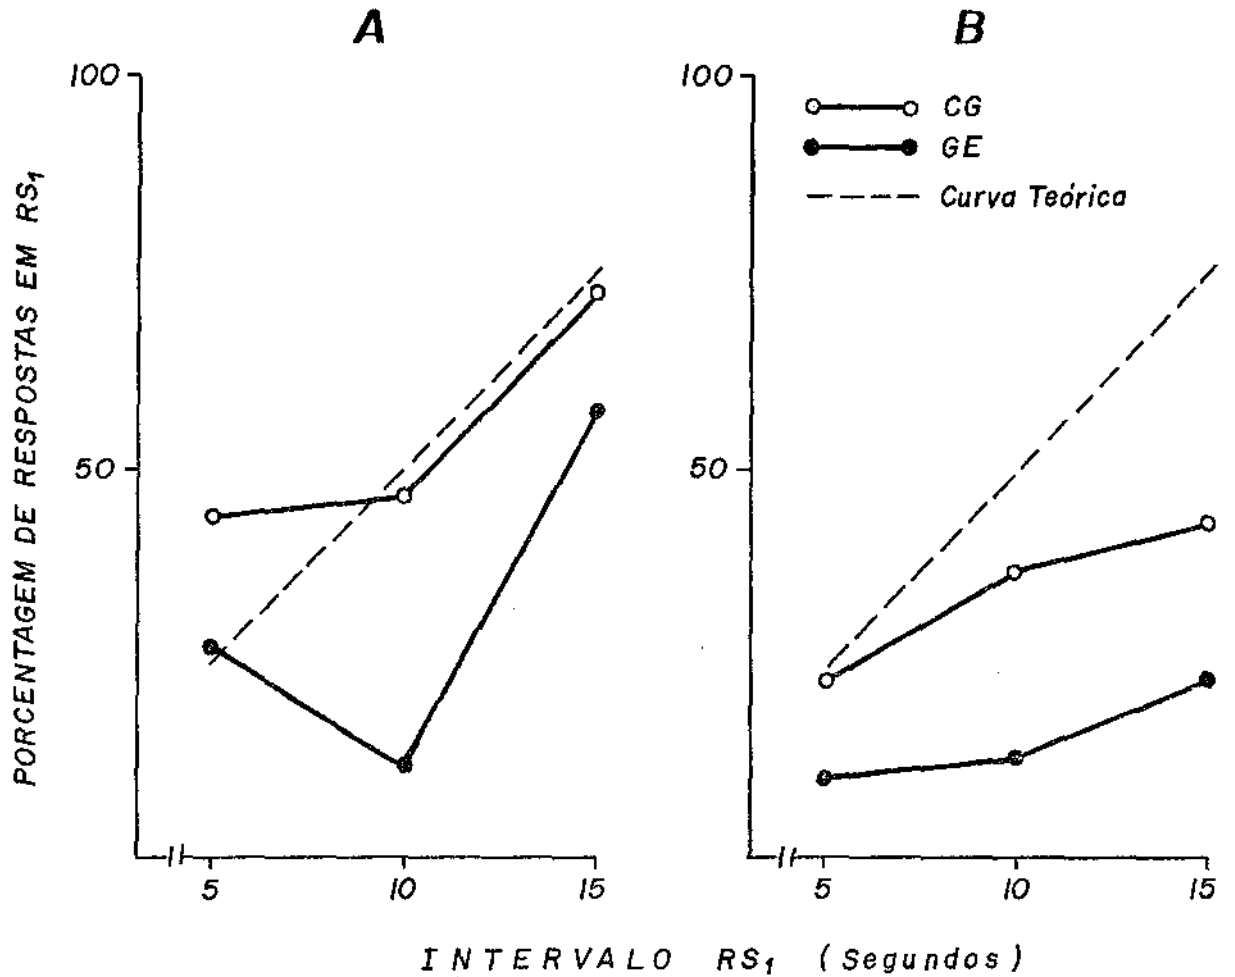 A
B
100
50
5
10
15
100
50
5
10
15
CG
GE
Curva Teórica
PORCENTAGEM DE RESPOSTAS EM RS₁
INTERVALO RS₁ (Segundos)